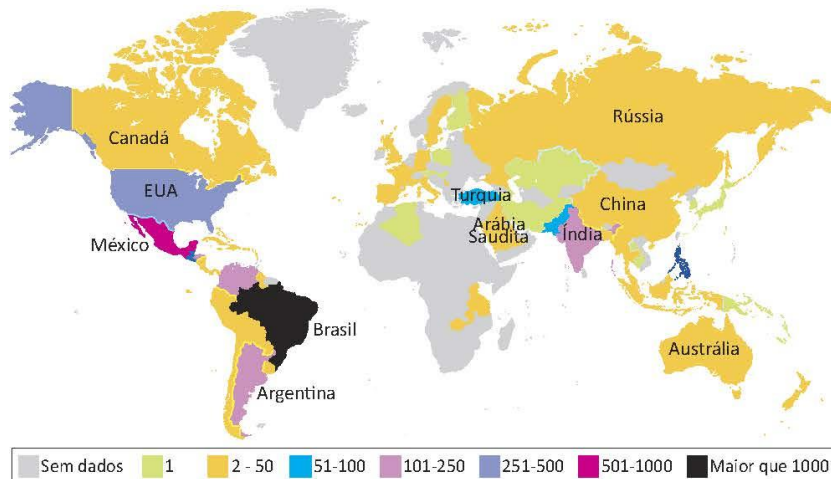 Canadá
Rússia
EUA
Turquia
China
Arábia
Saudita
Índia
México
Brasil
Austrália
Argentina
Sem dados
1
2 - 50
51-100
101-250
251-500
501-1000
Maior que 1000